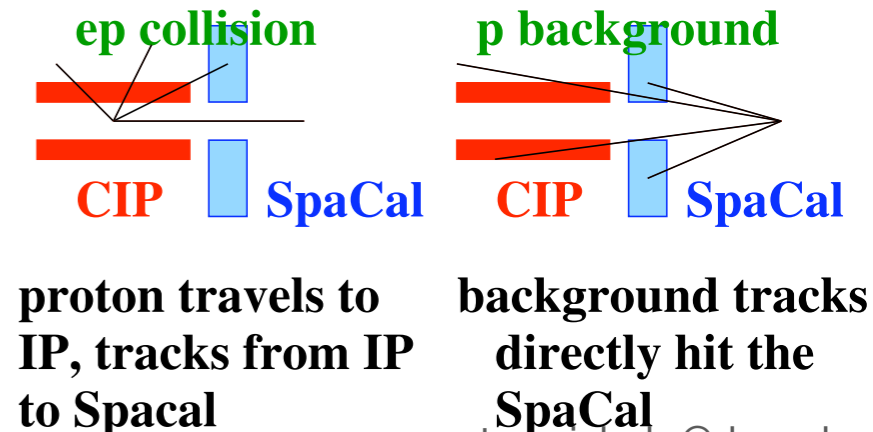 ep collision
p background
CIP
SpaCal
CIP
SpaCal
proton travels to
IP, tracks from IP
to Spacal
background tracks
directly hit the
SpaCal